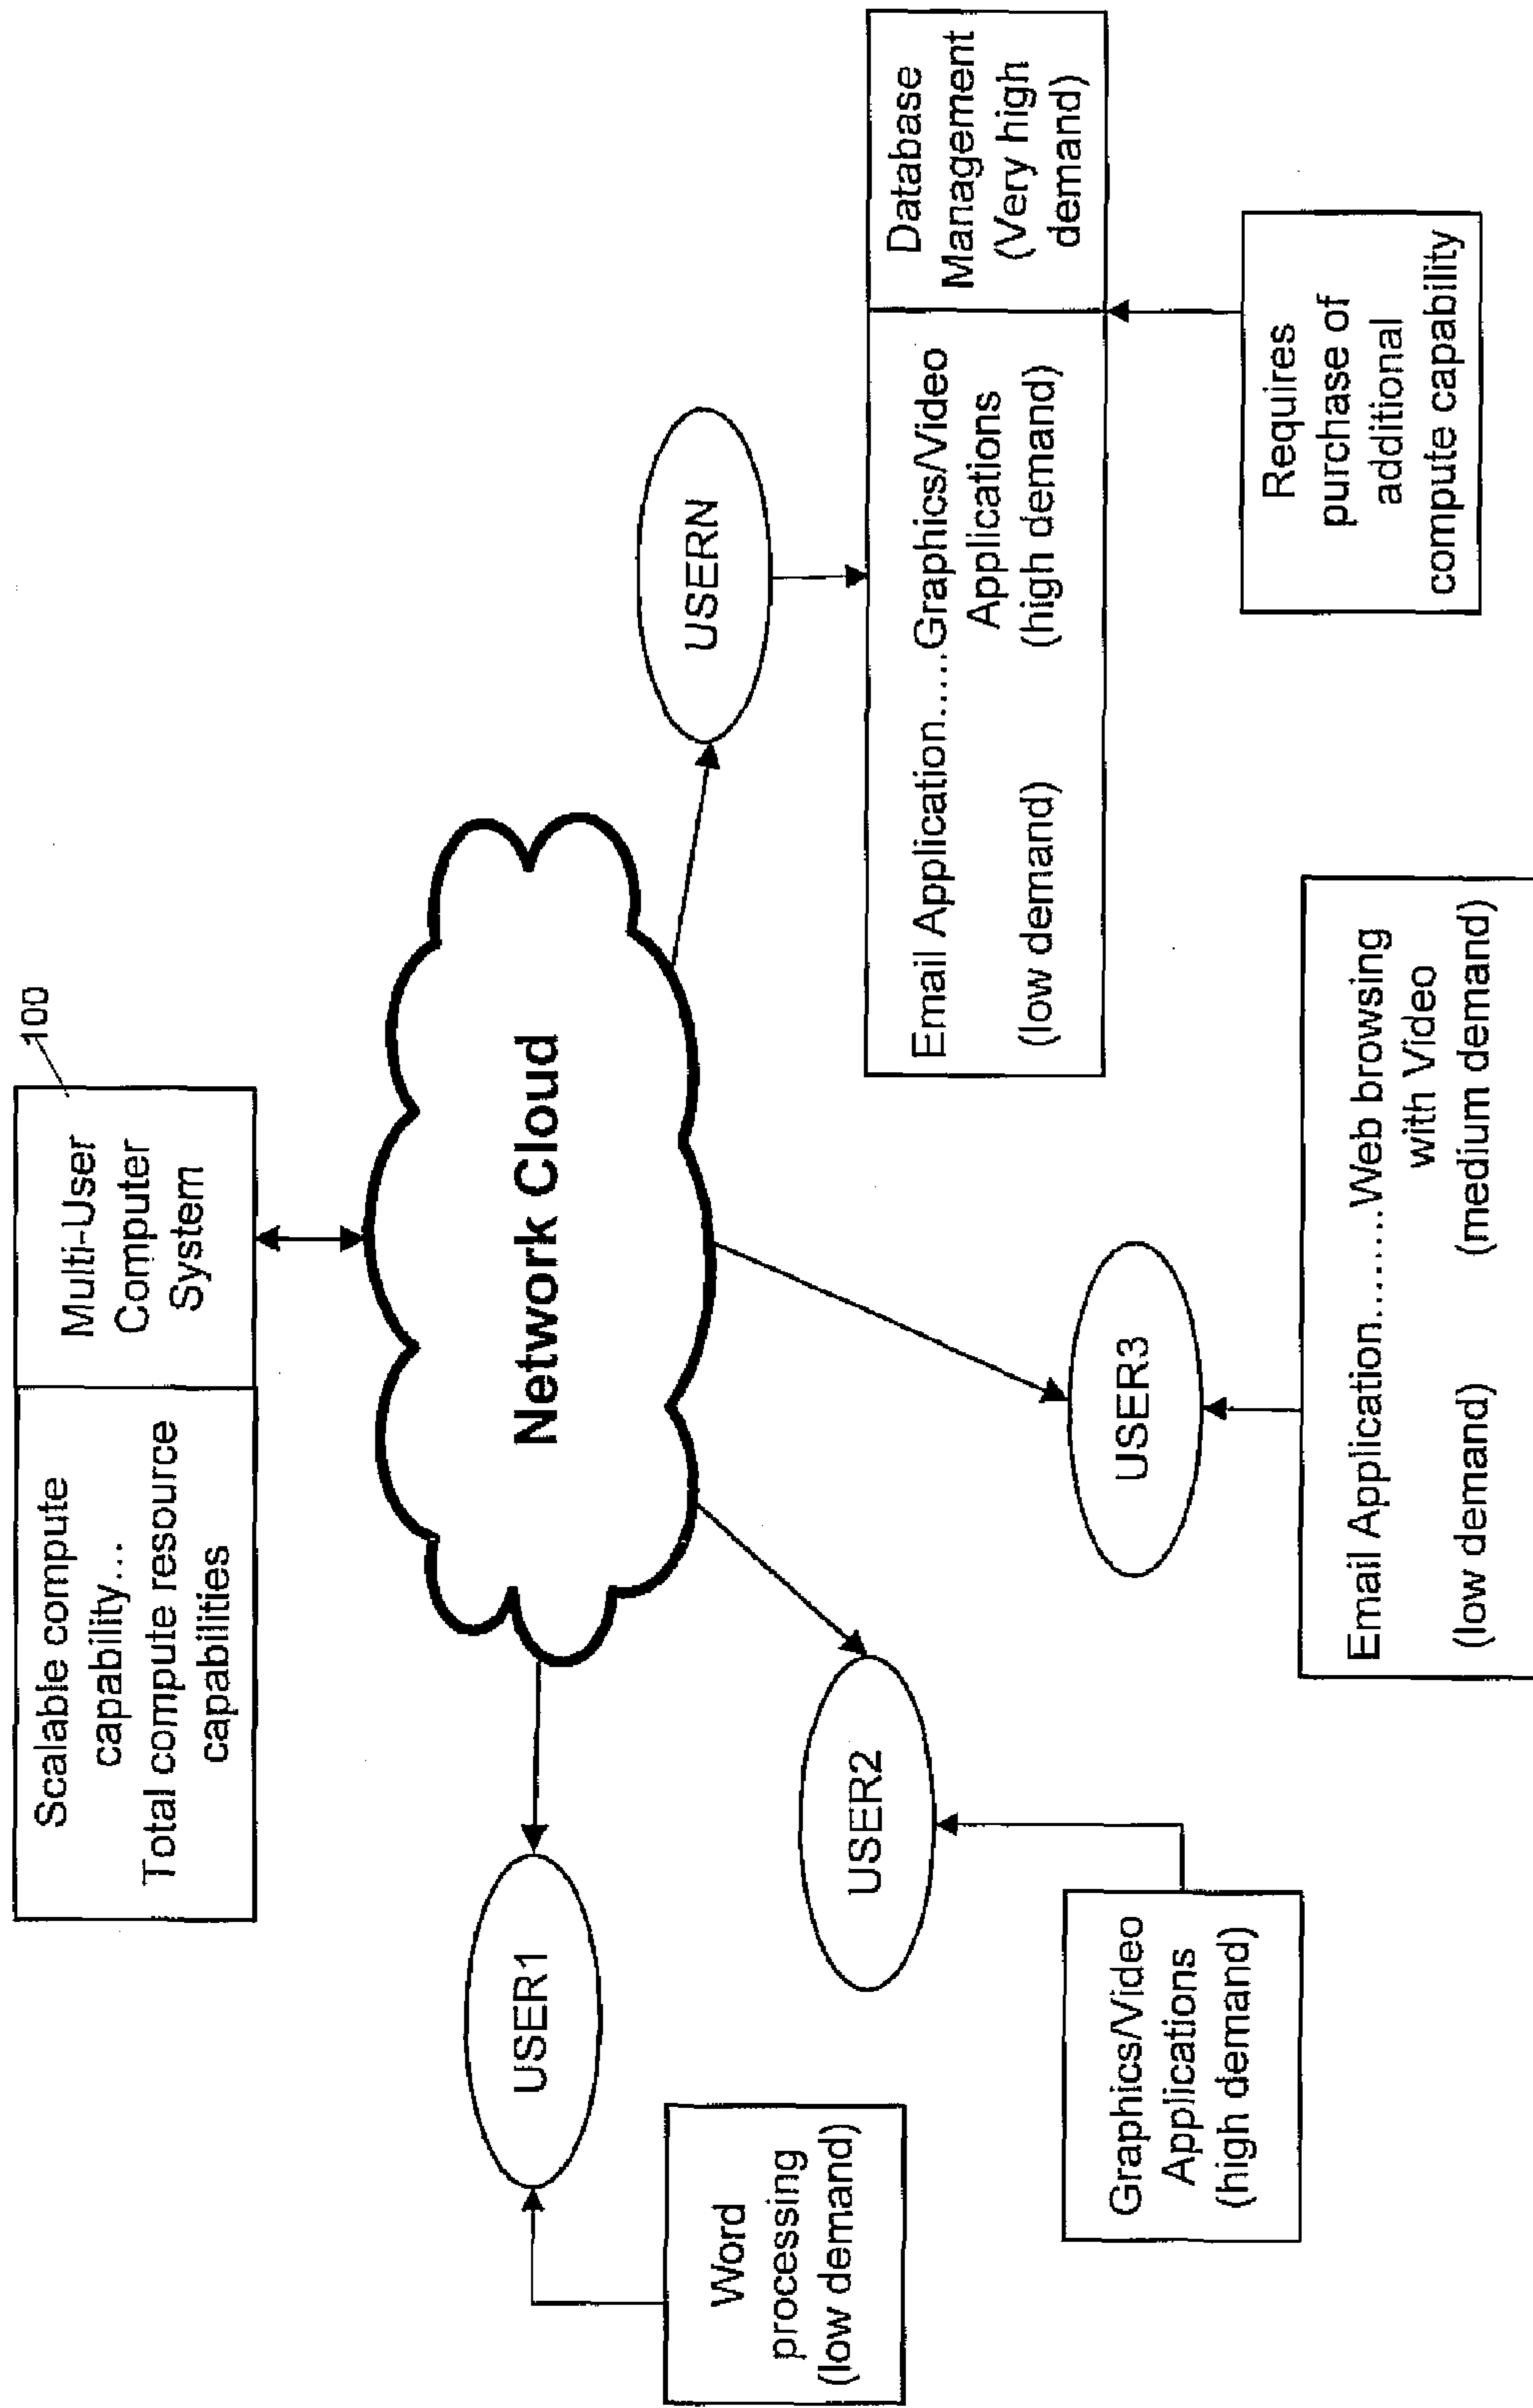 Scalable compute
capability...
Total compute resource
capabilities
Multi-User
Computer
System
100
Network Cloud
USER1
Word
processing
(low demand)
USER2
Graphics/Video
Applications
(high demand)
USER3
Email Application.........Web browsing
with Video
(low demand) (medium demand)
USERN
Email Application.....Graphics/Video
Applications
(low demand) (high demand)
Database
Management
(Very high
demand)
Requires
purchase of
additional
compute capability